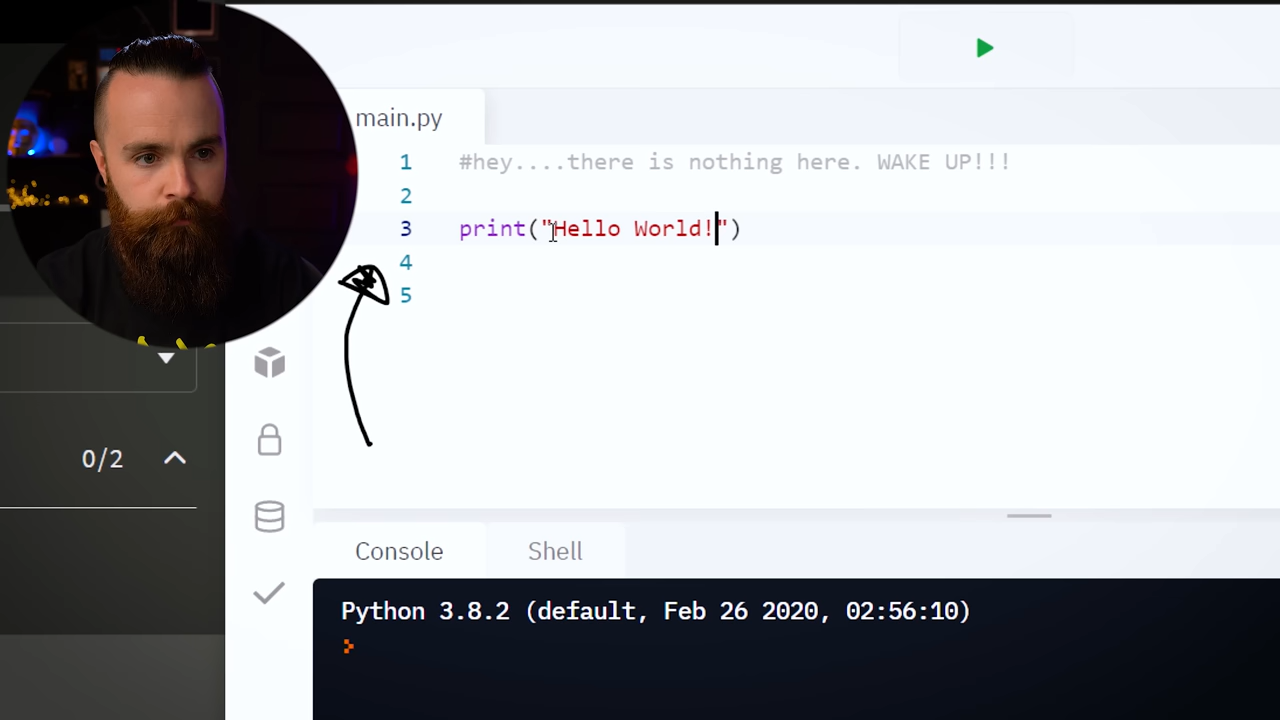 main.py
1 #hey....there is nothing here. WAKE UP!!!
2
3 print("Hello World!")
4
5
0/2
Console Shell
Python 3.8.2 (default, Feb 26 2020, 02:56:10)